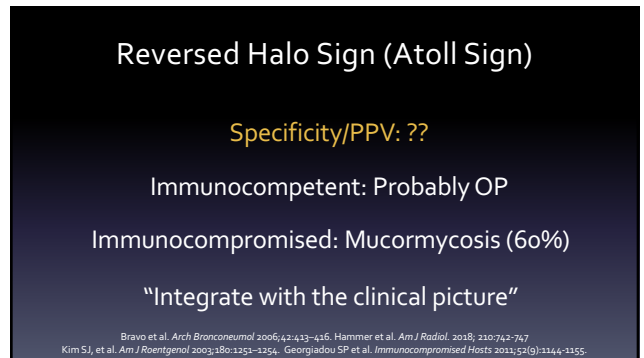 Reversed Halo Sign (Atoll Sign)
Specificity/PPV: ??
Immunocompetent: Probably OP
Immunocompromised: Mucormycosis (60%)
“Integrate with the clinical picture”
Bravo et al. Arch Bronconeumol 2006;42:413–416. Hammer et al. Am J Radiol. 2018; 210:742-747
Kim SJ, et al. Am J Roentgenol 2003;180:1251–1254. Georgiadou SP et al. Immunocompromised Hosts 2011;52(9):1144-1155.